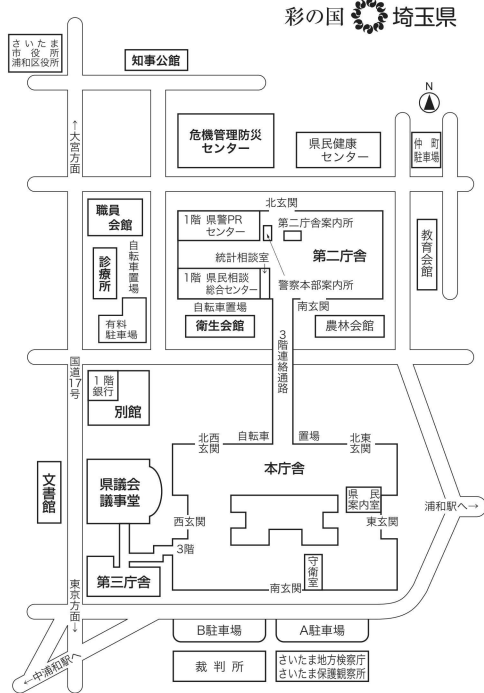 彩の国 埼玉県
さいたま
市役所
浦和区役所
知事公館
N
←大宮方面
危機管理防災
センター
県民健康
センター
仲町
駐車場
職員
会館
北玄関
1階 県警PR
センター
第二庁舎案内所
第二庁舎
教育会館
自転車置場
診療所
統計相談室
↓
1階 県民相談
総合センター
警察本部案内所
自転車置場
南玄関
有料
駐車場
衛生会館
農林会館
3階連絡通路
国道17号
1階
銀行
別館
北西
玄関
自転車
置場
北東
玄関
本庁舎
文書館
県議会
議事堂
県民
案内室
浦和駅へ→
西玄関
東玄関
3階
守衛室
第三庁舎
南玄関
東京方面→
B駐車場
A駐車場
←中浦和駅へ
裁判所
さいたま地方検察庁
さいたま保護観察所